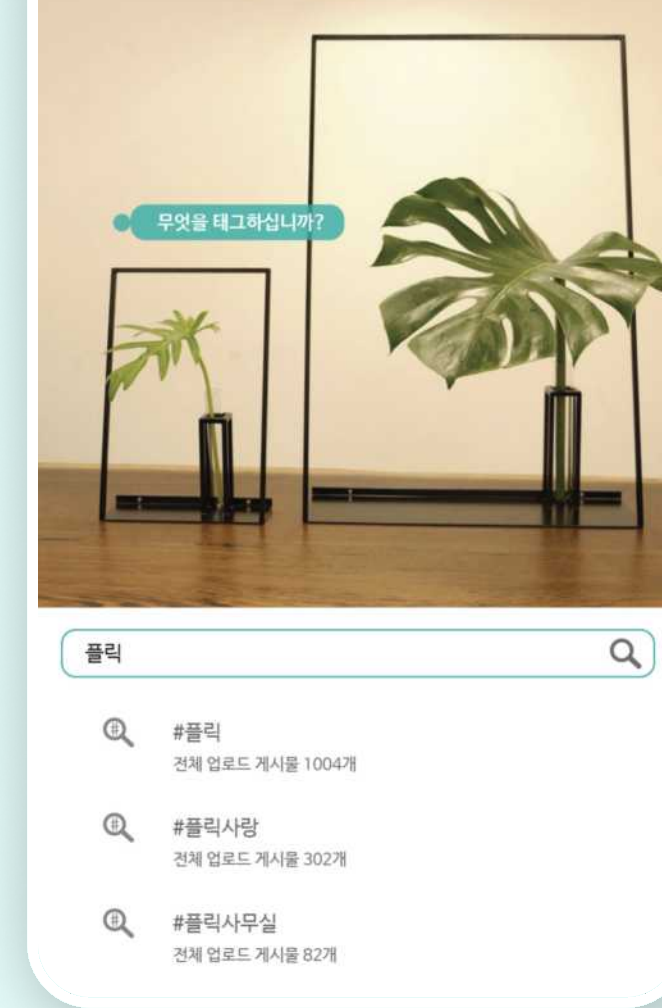 무엇을 태그하십니까?
플릭
#플릭
전체 업로드 게시물 1004개
#플릭사랑
전체 업로드 게시물 302개
#플릭사무실
전체 업로드 게시물 82개